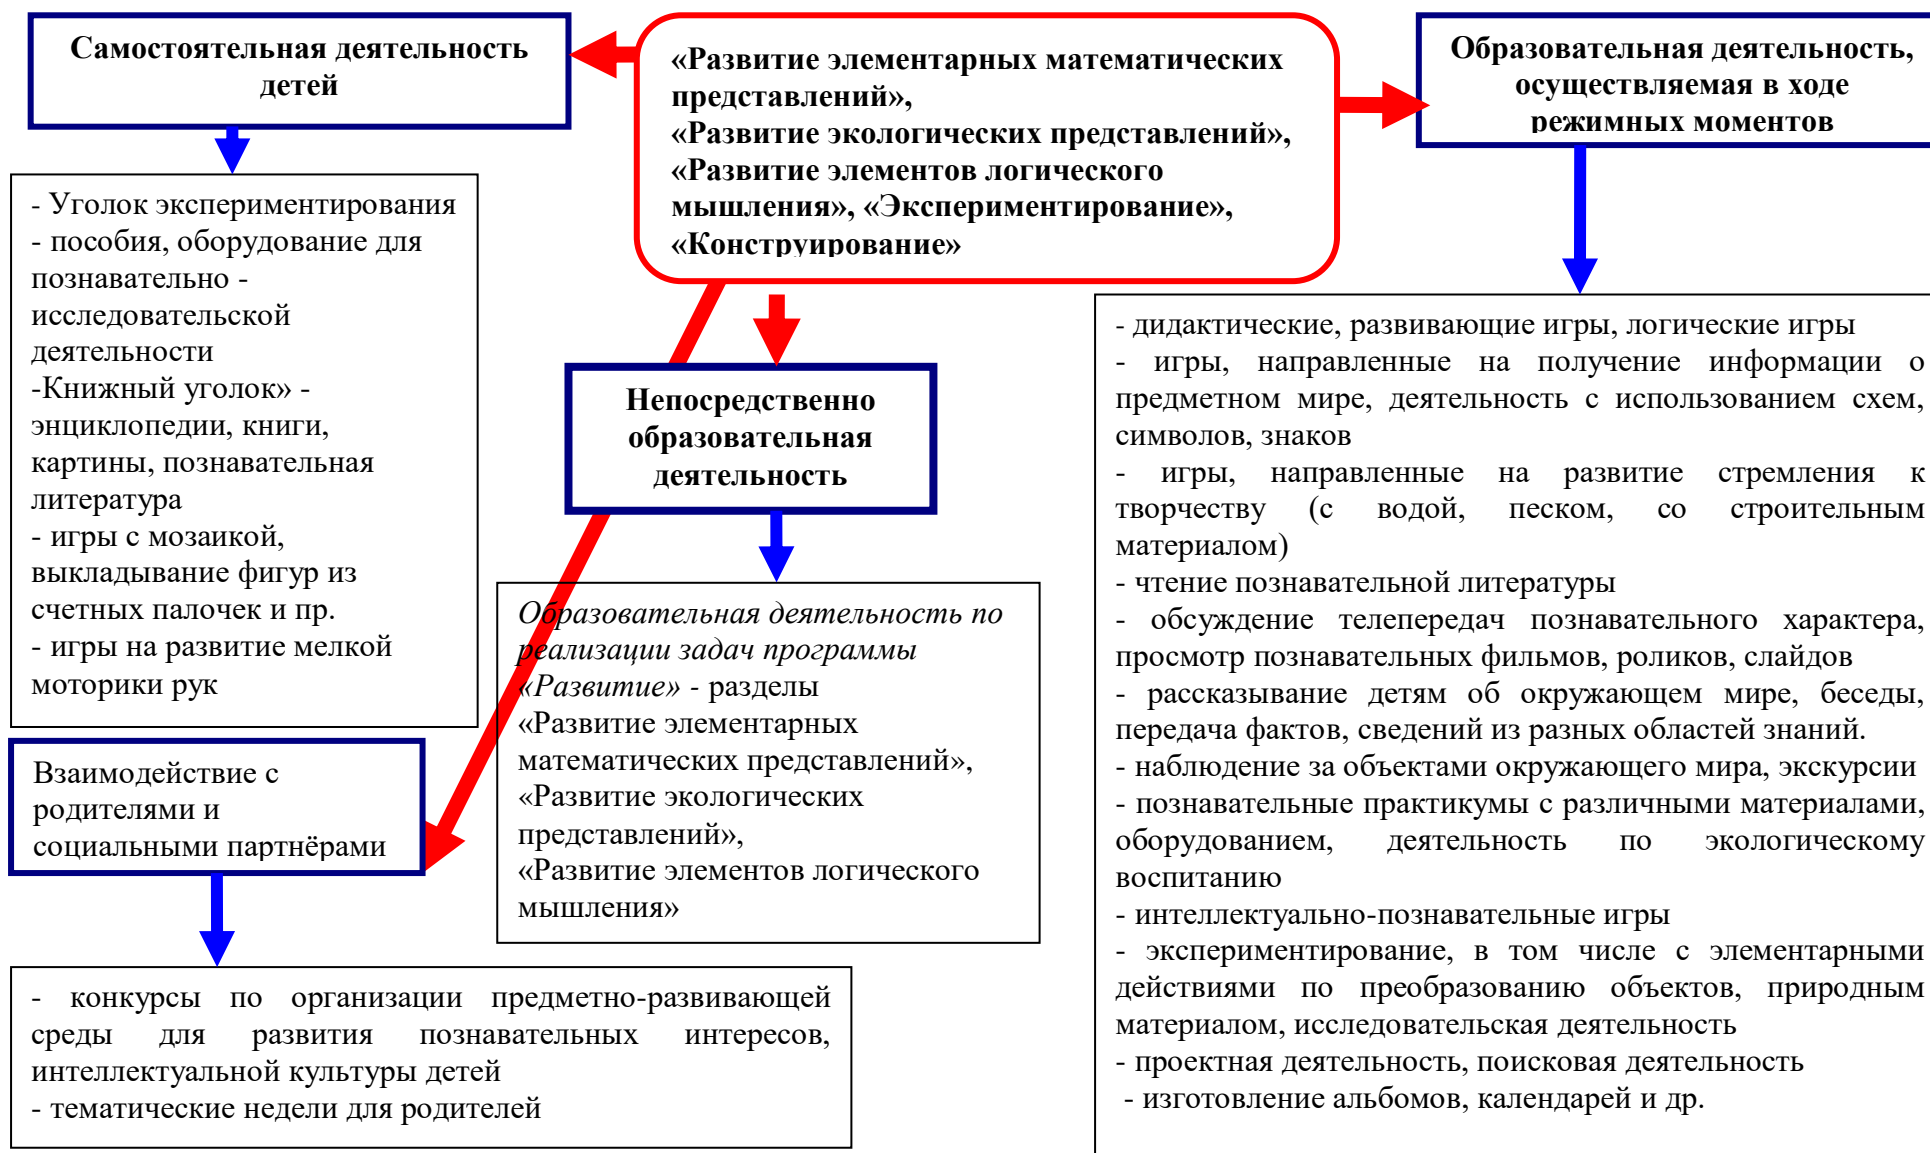 Самостоятельная деятельность
детей
«Развитие элементарных математических
представлений»,
«Развитие экологических представлений»,
«Развитие элементов логического
мышления», «Экспериментирование»,
«Конструирование»
Образовательная деятельность,
осуществляемая в ходе
режимных моментов
- Уголок экспериментирования
- пособия, оборудование для
познавательно -
исследовательской
деятельности
-Книжный уголок» -
энциклопедии, книги,
картины, познавательная
литература
- игры с мозаикой,
выкладывание фигур из
счетных палочек и пр.
- игры на развитие мелкой
моторики рук
Непосредственно
образовательная
деятельность
Образовательная деятельность по
реализации задач программы
«Развитие» - разделы
«Развитие элементарных
математических представлений»,
«Развитие экологических
представлений»,
«Развитие элементов логического
мышления»
Взаимодействие с
родителями и
социальными партнёрами
- конкурсы по организации предметно-развивающей
среды для развития познавательных интересов,
интеллектуальной культуры детей
- тематические недели для родителей
- дидактические, развивающие игры, логические игры
- игры, направленные на получение информации о
предметном мире, деятельность с использованием схем,
символов, знаков
- игры, направленные на развитие стремления к
творчеству (с водой, песком, со строительным
материалом)
- чтение познавательной литературы
- обсуждение телепередач познавательного характера,
просмотр познавательных фильмов, роликов, слайдов
- рассказывание детям об окружающем мире, беседы,
передача фактов, сведений из разных областей знаний.
- наблюдение за объектами окружающего мира, экскурсии
- познавательные практикумы с различными материалами,
оборудованием, деятельность по экологическому
воспитанию
- интеллектуально-познавательные игры
- экспериментирование, в том числе с элементарными
действиями по преобразованию объектов, природным
материалом, исследовательская деятельность
- проектная деятельность, поисковая деятельность
- изготовление альбомов, календарей и др.